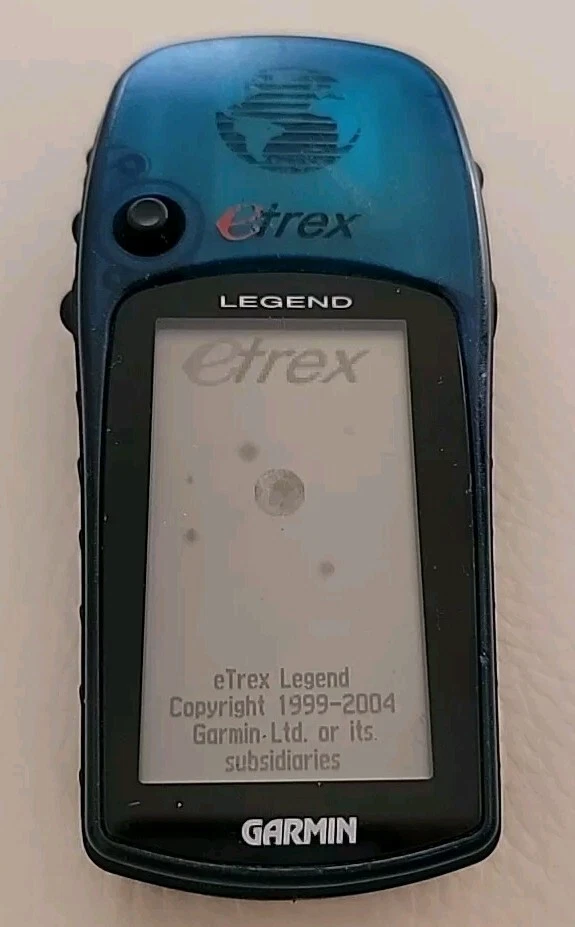 etrex
LEGEND
etrex
eTrex Legend
Copyright 1999-2004
Garmin Ltd. or its
subsidiaries
GARMIN